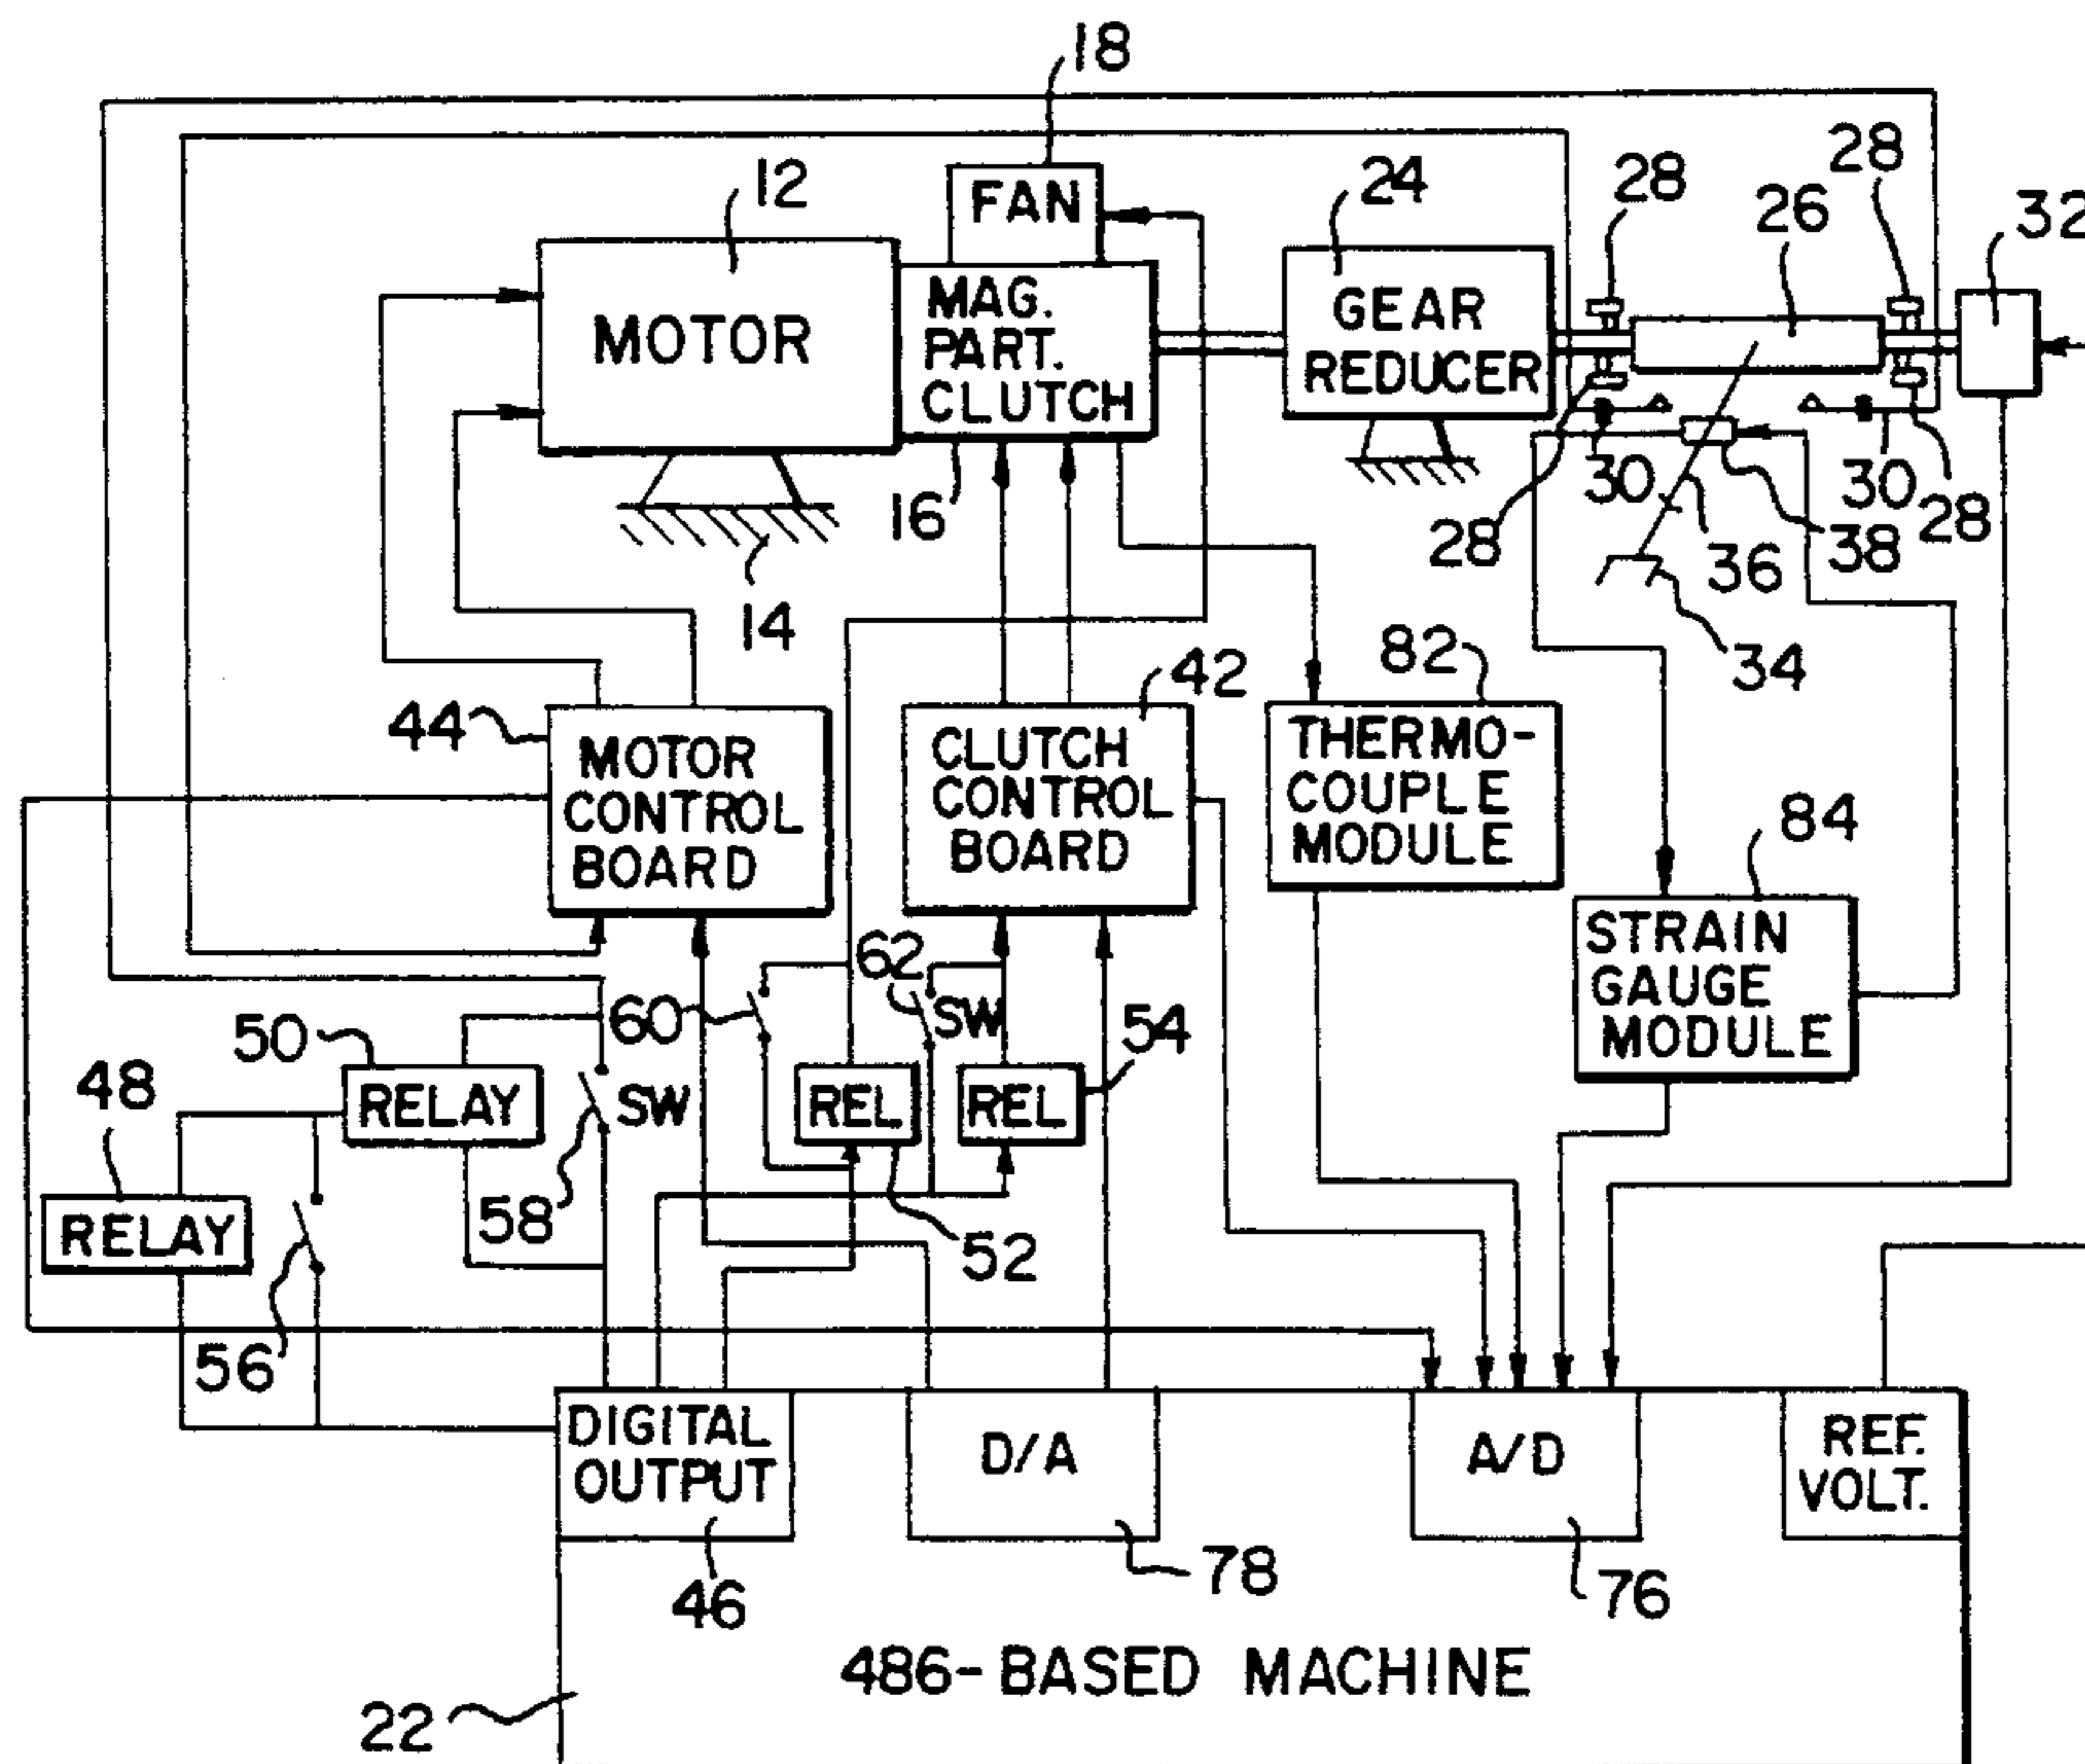 18
12
FAN
24
28
28
26
32
MOTOR
MAG.
PART.
CLUTCH
GEAR
REDUCER
16
14
30
30
28
28
36
38
34
44
MOTOR
CONTROL
BOARD
42
CLUTCH
CONTROL
BOARD
82
THERMO-
COUPLE
MODULE
84
STRAIN
GAUGE
MODULE
62
60
SW
54
50
48
RELAY
SW
REL
REL
58
52
RELAY
56
DIGITAL
OUTPUT
D/A
A/D
REF.
VOLT.
46
78
76
486-BASED MACHINE
22